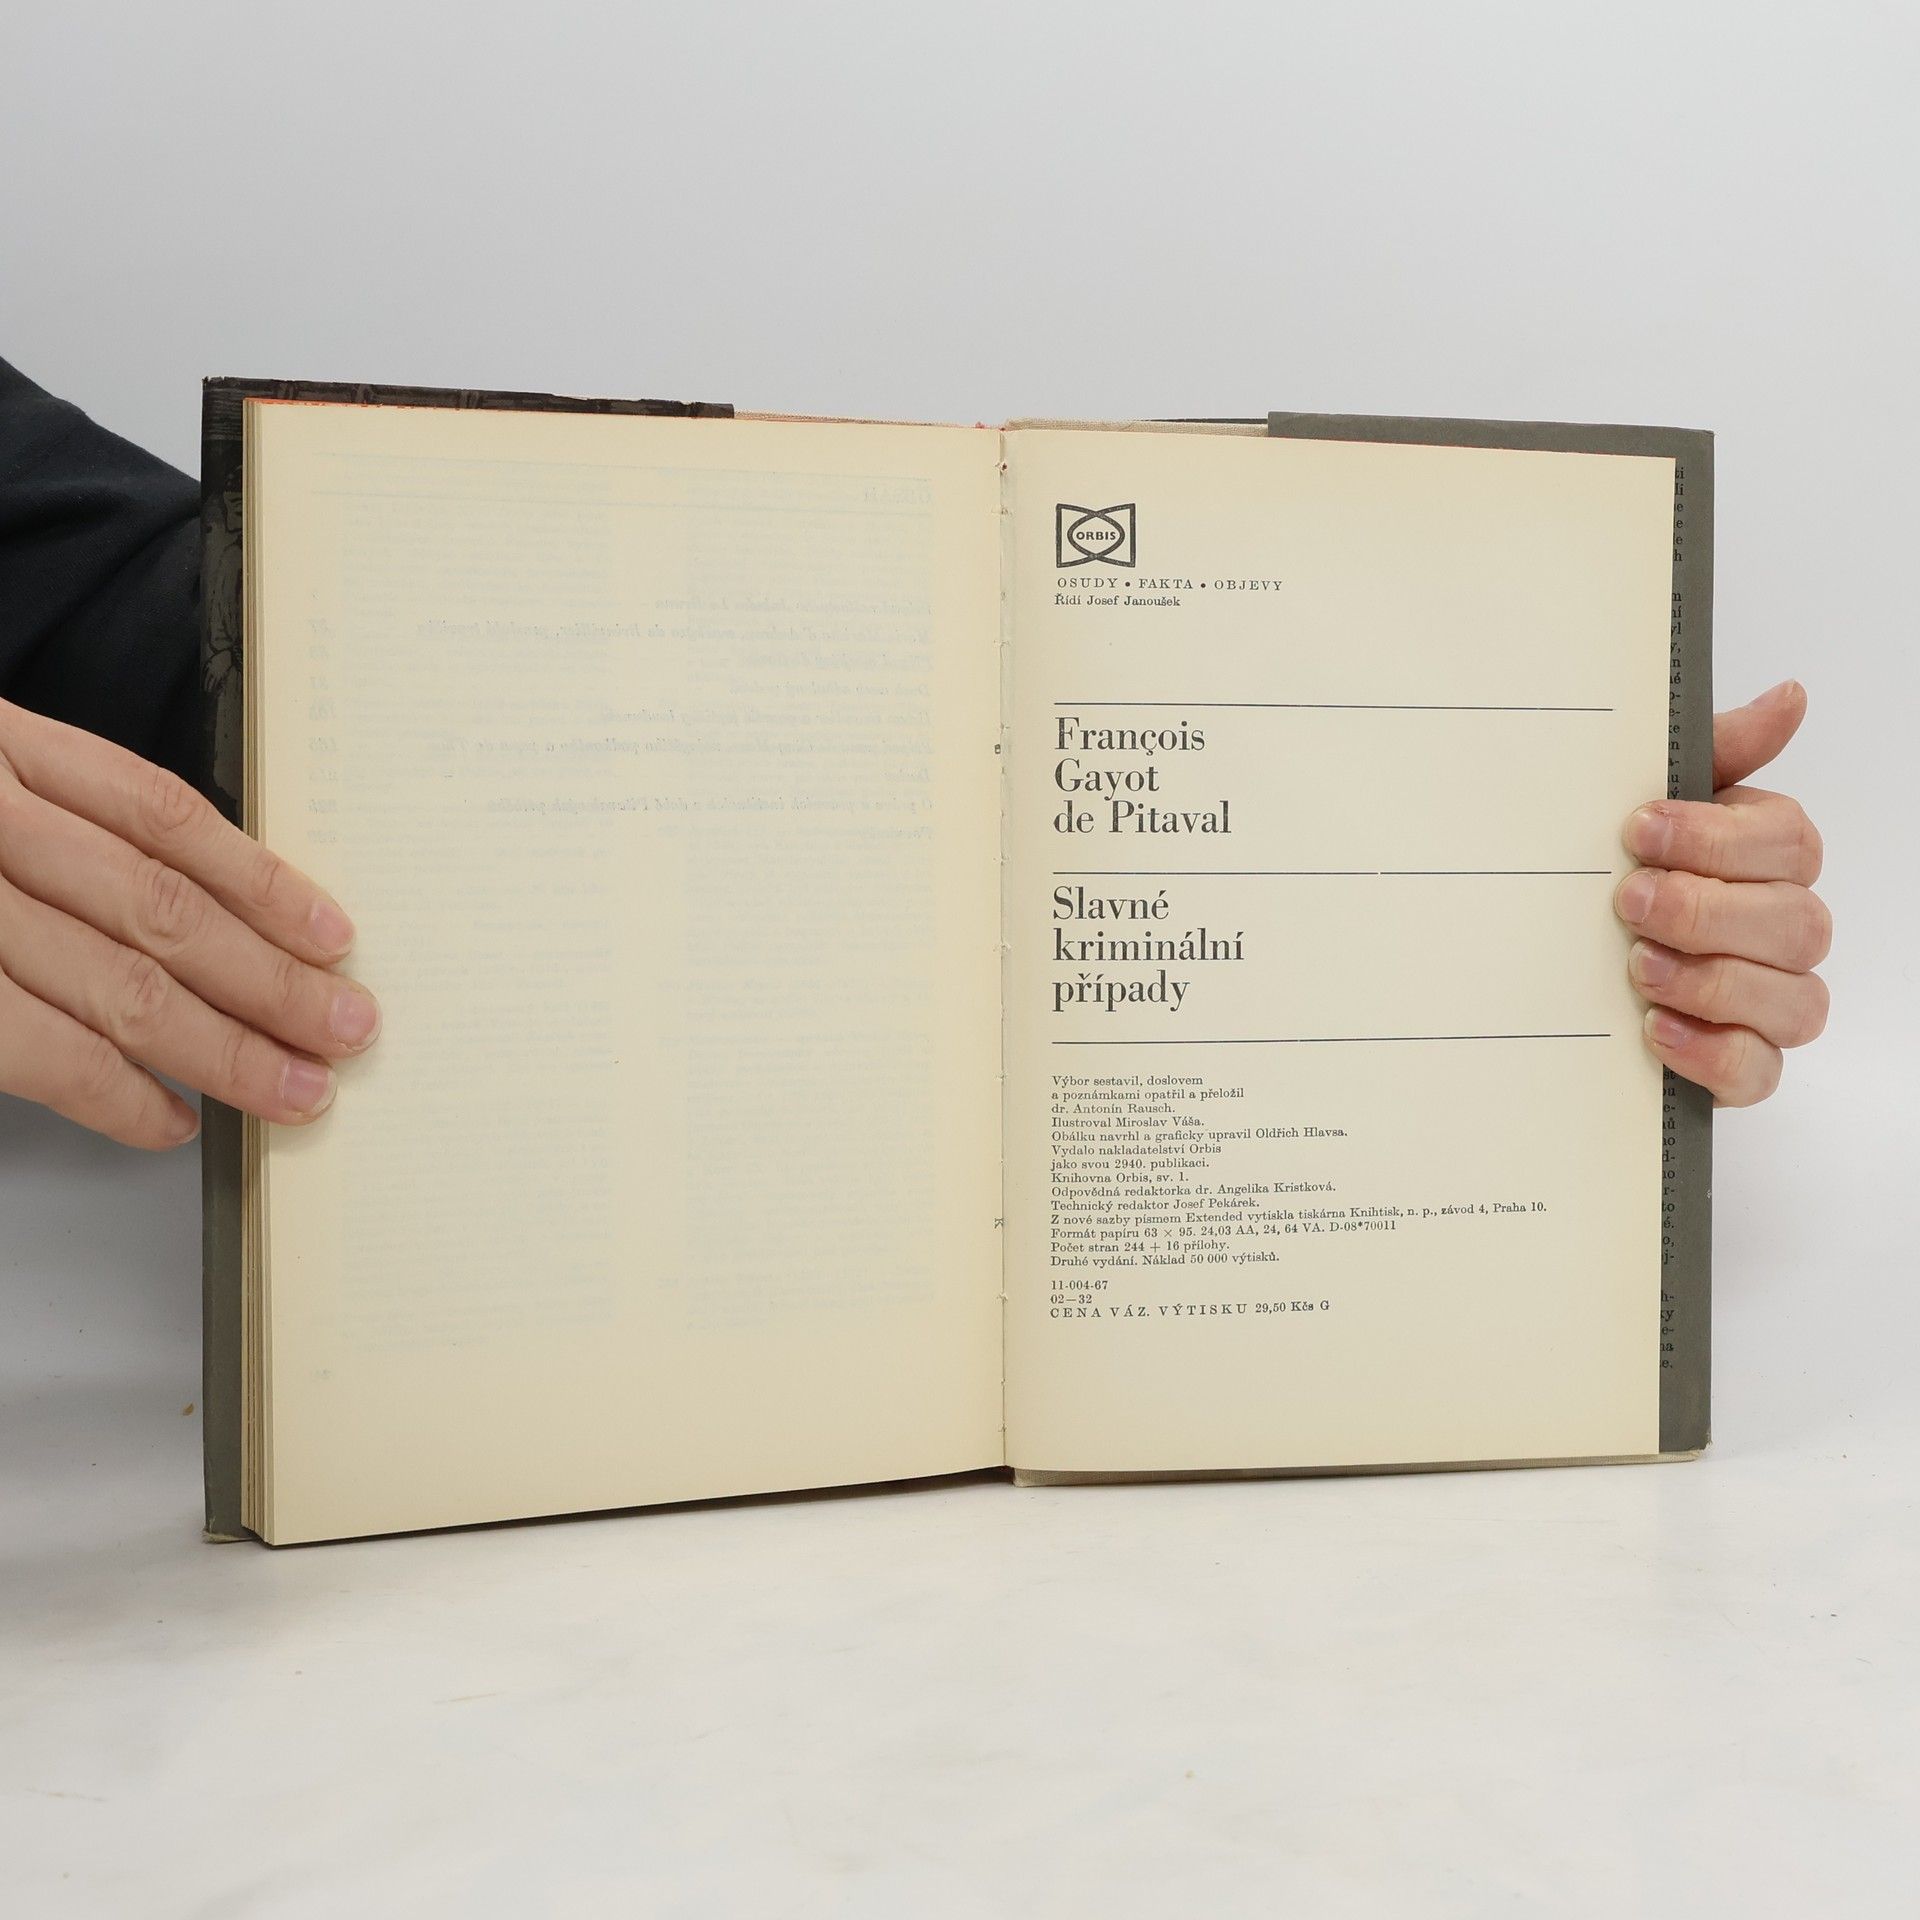 ORBIS
OSUDY • FAKTA • OBJEVY
Řídí Josef Janoušek
François
Gayot
de Pitaval
Slavné
kriminální
případy
Výbor sestavil, doslovem
a poznámkami opatřil a přeložil
dr. Antonín Rausch.
Ilustroval Miroslav Váša.
Obálku navrhl a graficky upravil Oldřich Hlavsa.
Vydalo nakladatelství Orbis
jako svou 2940. publikaci.
Knihovna Orbis, sv. 1.
Odpovědná redaktorka dr. Angelika Kristková.
Technický redaktor Josef Pekárek.
Z nové sazby písmem Extended vytiskla tiskárna Knihtisk, n. p., závod 4, Praha 10.
Formát papíru 63 × 95. 24,03 AA, 24, 64 VA. D-08*70011
Počet stran 244 + 16 přílohy.
Druhé vydání. Náklad 50 000 výtisků.
11-004-67
02—32
CENA VÁZ. VÝTISKU 29,50 Kčs G